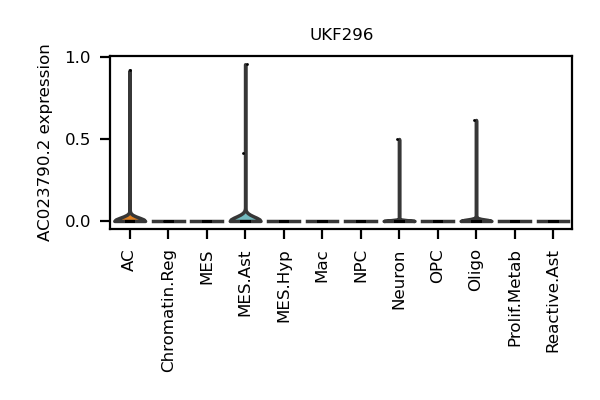 UKF296
AC023790.2 expression
1.0
0.5
0.0
AC
Chromatin.Reg
MES
MES.Ast
MES.Hyp
Mac
NPC
Neuron
OPC
Oligo
Prolif.Metab
Reactive.Ast